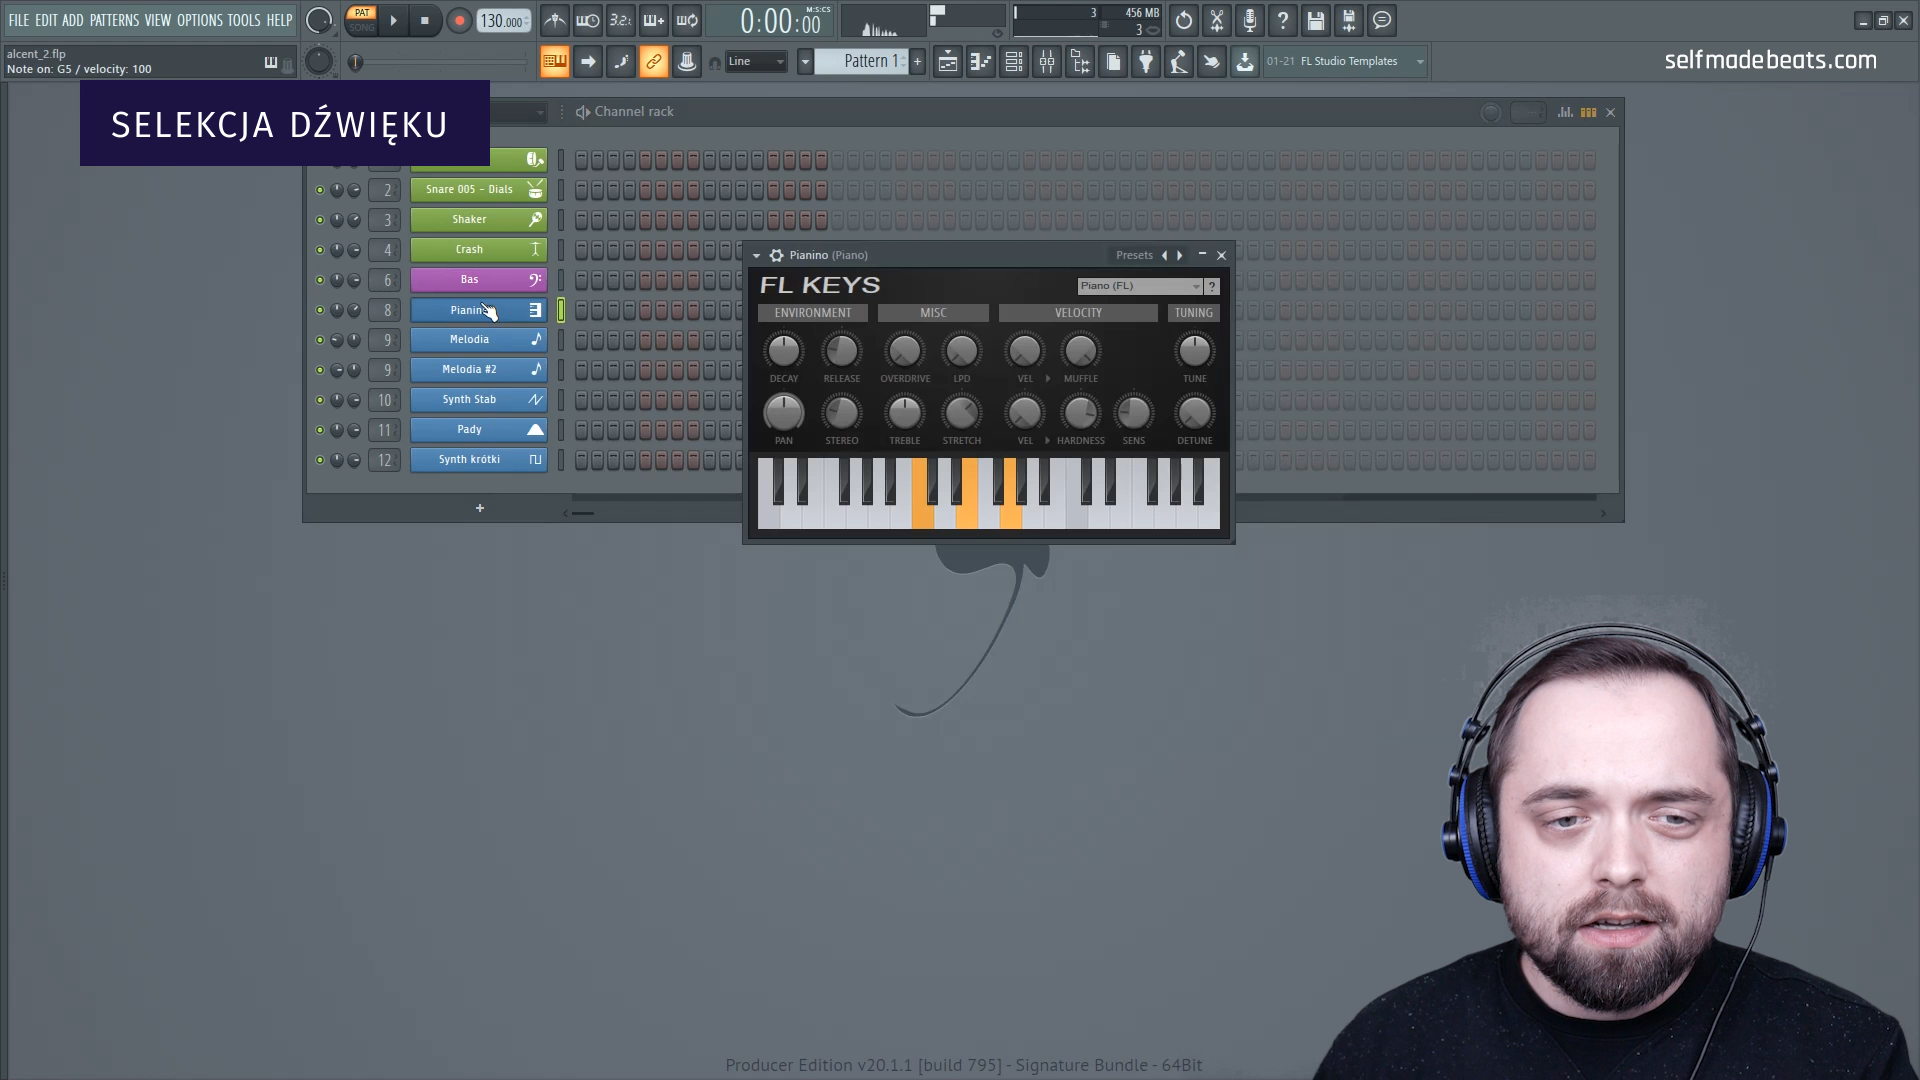 FILE EDIT ADD PATTERNS VIEW OPTIONS TOOLS HELP
PAT
SONG
130.000
3.2.
M:S:CS
0:00:00
3
456 MB
3
alcent_2.flp
Note on: G5 / velocity: 100
Line
Pattern 1
+
01-21 FL Studio Templates
selfmadebeats.com
SELEKCJA DŹWIĘKU
Channel rack
2 Snare 005 - Dials
3 Shaker
4 Crash
6 Bas
8 Pianino
9 Melodia
9 Melodia #2
10 Synth Stab
11 Pady
12 Synth krótki
+
Pianino (Piano)
Presets
FL KEYS
Piano (FL)
?
ENVIRONMENT MISC VELOCITY TUNING
DECAY RELEASE OVERDRIVE LPD VEL MUFFLE TUNE
PAN STEREO TREBLE STRETCH VEL HARDNESS SENS DETUNE
Producer Edition v20.1.1 [build 795] - Signature Bundle - 64Bit